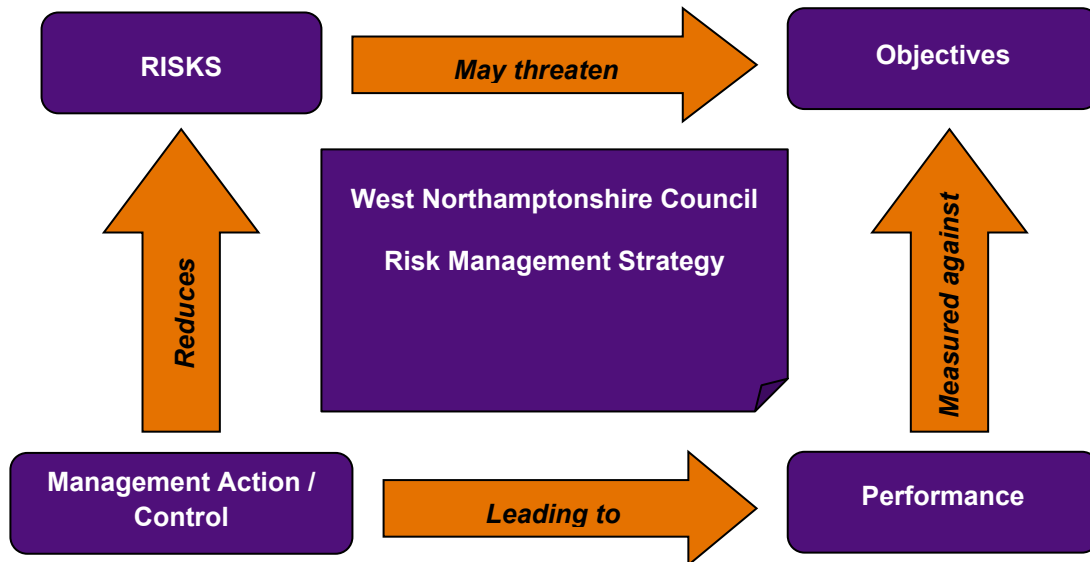 RISKS
May threaten
Objectives
West Northamptonshire Council
Risk Management Strategy
Reduces
Measured against
Management Action /
Control
Leading to
Performance